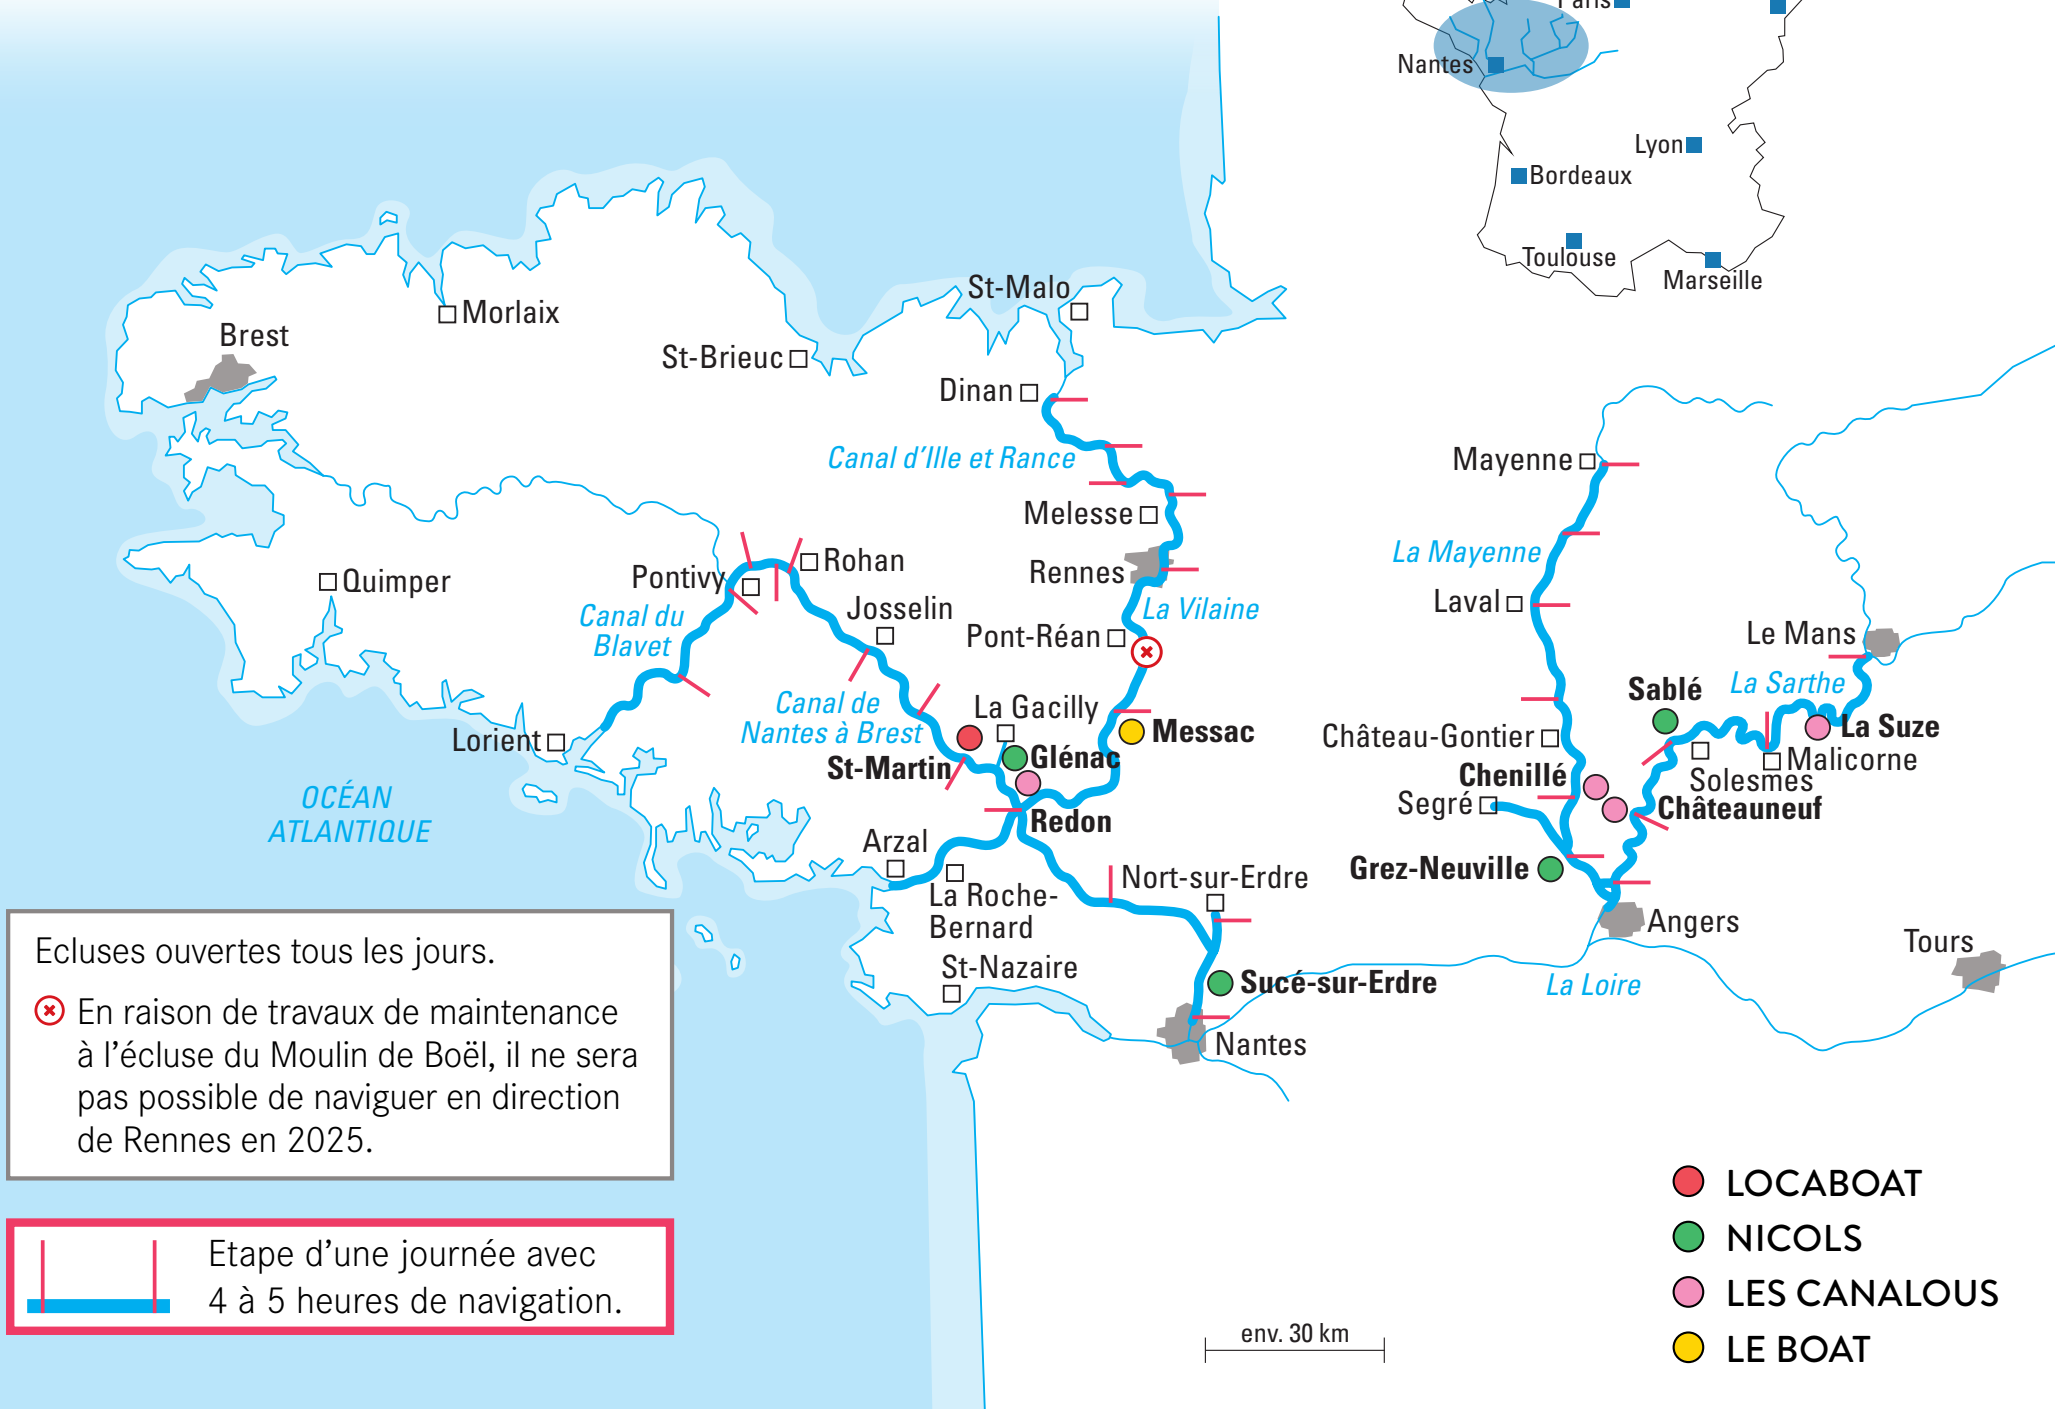 Paris
Nantes
Lyon
Bordeaux
Toulouse
Marseille
St-Malo
Morlaix
Brest
St-Brieuc
Dinan
Canal d'Ille et Rance
Mayenne
Melesse
La Mayenne
Rohan
Rennes
Pontivy
Quimper
Canal du
Blavet
Josselin
La Vilaine
Laval
Pont-Réan
Le Mans
La Sarthe
Sablé
Canal de
Nantes à Brest
La Gacilly
Messac
La Suze
Lorient
Château-Gontier
Glénac
St-Martin
Malicorne
Chenillé
Solesmes
OCÉAN
ATLANTIQUE
Segré
Châteauneuf
Redon
Arzal
Grez-Neuville
Nort-sur-Erdre
La Roche-
Bernard
Angers
Tours
St-Nazaire
Sucé-sur-Erdre
La Loire
Nantes
Ecluses ouvertes tous les jours.
En raison de travaux de maintenance
à l'écluse du Moulin de Boël, il ne sera
pas possible de naviguer en direction
de Rennes en 2025.
Etape d'une journée avec
4 à 5 heures de navigation.
env. 30 km
LOCABOAT
NICOLS
LES CANALOUS
LE BOAT